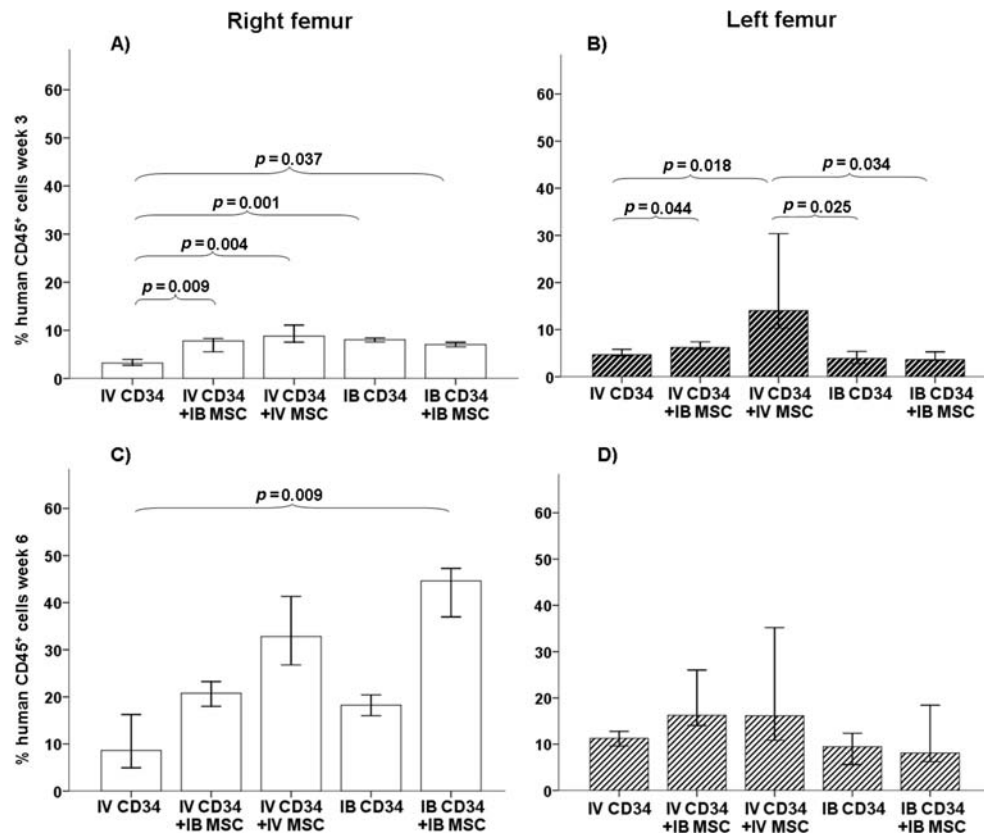 Right femur
Left femur
A)
% human CD45+ cells week 3
60
50
40
30
20
10
0
p = 0.037
p = 0.001
p = 0.004
p = 0.009
IV CD34
IV CD34
+IB MSC
IV CD34
+IV MSC
IB CD34
IB CD34
+IB MSC
B)
60
50
40
30
20
10
0
p = 0.018
p = 0.034
p = 0.044
p = 0.025
IV CD34
IV CD34
+IB MSC
IV CD34
+IV MSC
IB CD34
IB CD34
+IB MSC
C)
% human CD45+ cells week 6
60
50
40
30
20
10
0
p = 0.009
IV CD34
IV CD34
+IB MSC
IV CD34
+IV MSC
IB CD34
IB CD34
+IB MSC
D)
60
50
40
30
20
10
0
IV CD34
IV CD34
+IB MSC
IV CD34
+IV MSC
IB CD34
IB CD34
+IB MSC